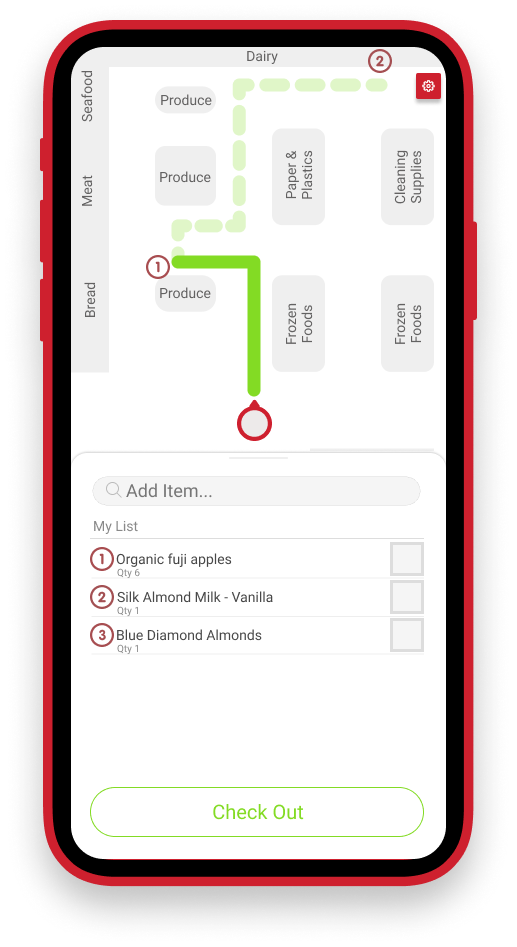 Dairy
2
Seafood
Produce
Meat
Produce
Paper &
Plastics
Cleaning
Supplies
1
Bread
Produce
Frozen
Foods
Frozen
Foods
Add Item...
My List
1 Organic fuji apples
Qty 6
2 Silk Almond Milk - Vanilla
Qty 1
3 Blue Diamond Almonds
Qty 1
Check Out